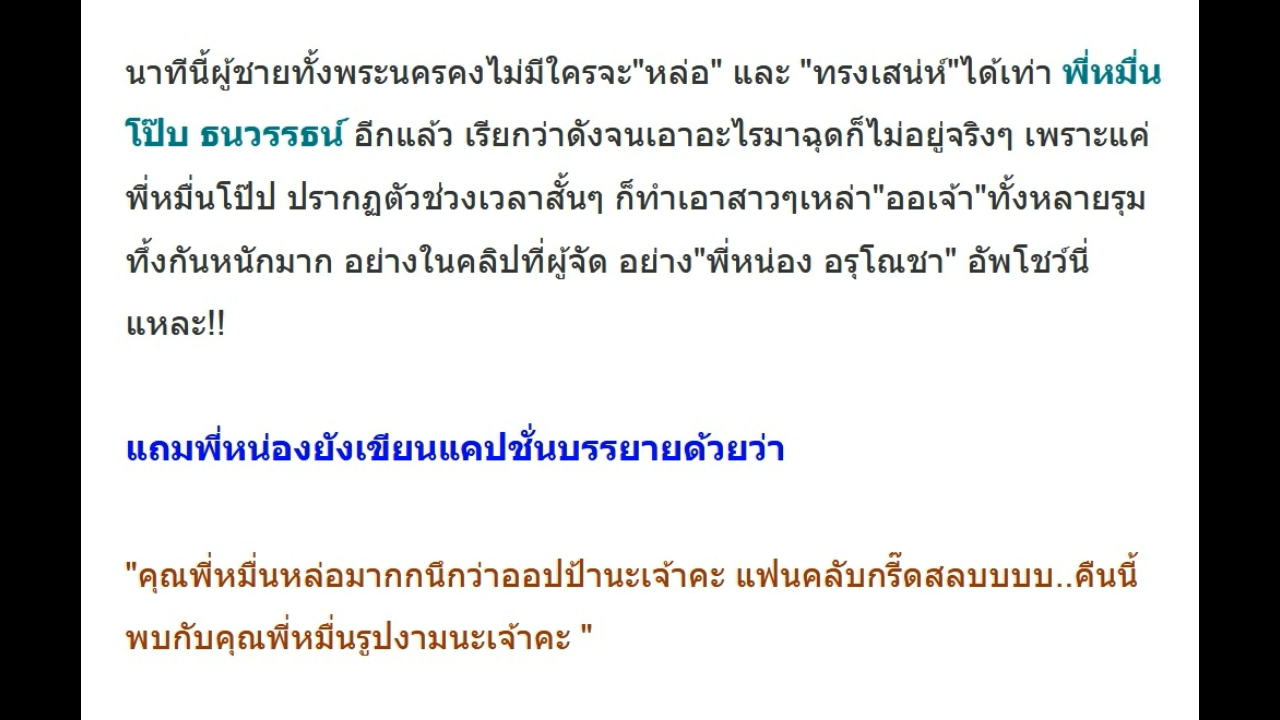 นาทีนี้ผู้ชายทั้งพระนครคงไม่มีใครจะ"หล่อ" และ "ทรงเสน่ห์"ได้เท่า พี่หมื่น
โป๊บ ธนวรรธน์ อีกแล้ว เรียกว่าดังจนเอาอะไรมาฉุดก็ไม่อยู่จริงๆ เพราะแค่
พี่หมื่นโป๊ป ปรากฏตัวช่วงเวลาสั้นๆ ก็ทำเอาสาวๆเหล่า"ออเจ้า"ทั้งหลายรุม
ทึ้งกันหนักมาก อย่างในคลิปที่ผู้จัด อย่าง"พี่หน่อง อรุโณชา" อัพโชว์นี่
แหละ!!
แถมพี่หน่องยังเขียนแคปชั่นบรรยายด้วยว่า
"คุณพี่หมื่นหล่อมากกนึกว่าออปป้านะเจ้าคะ แฟนคลับกรี๊ดสลบบบบ..คืนนี้
พบกับคุณพี่หมื่นรูปงามนะเจ้าคะ "